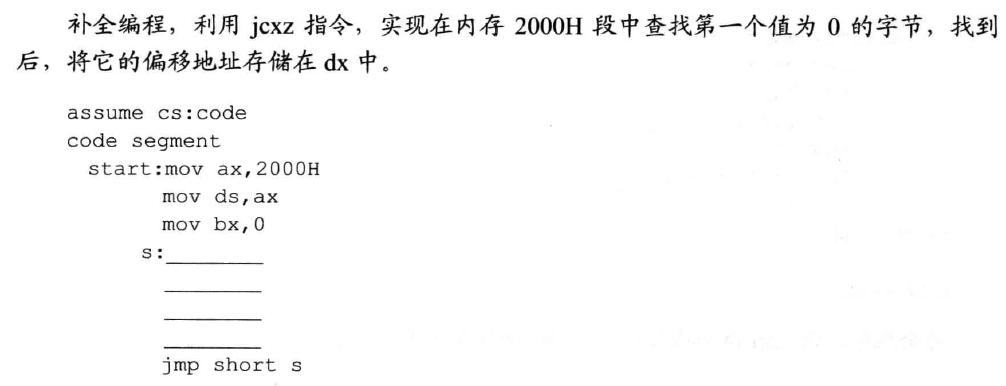 补全编程，利用 jcxz 指令，实现在内存 2000H 段中查找第一个值为 0 的字节，找到
后，将它的偏移地址存储在 dx 中。
assume cs:code
code segment
start:mov ax,2000H
mov ds,ax
mov bx,0
s:________
________
________
________
jmp short s